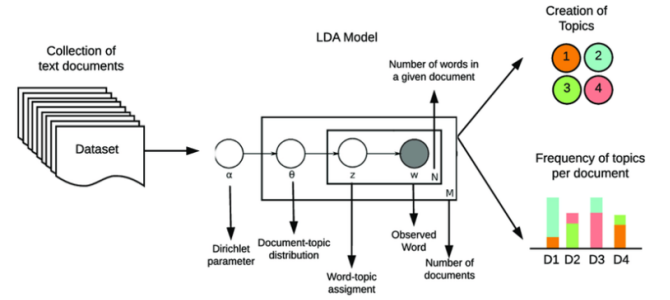 Collection of
text documents
Dataset
LDA Model
Number of words in
a given document
α
θ
z
w
N
M
Dirichlet
parameter
Document-topic
distribution
Word-topic
assigment
Observed
Word
Number of
documents
Creation of
Topics
1
2
3
4
Frequency of topics
per document
D1 D2 D3 D4